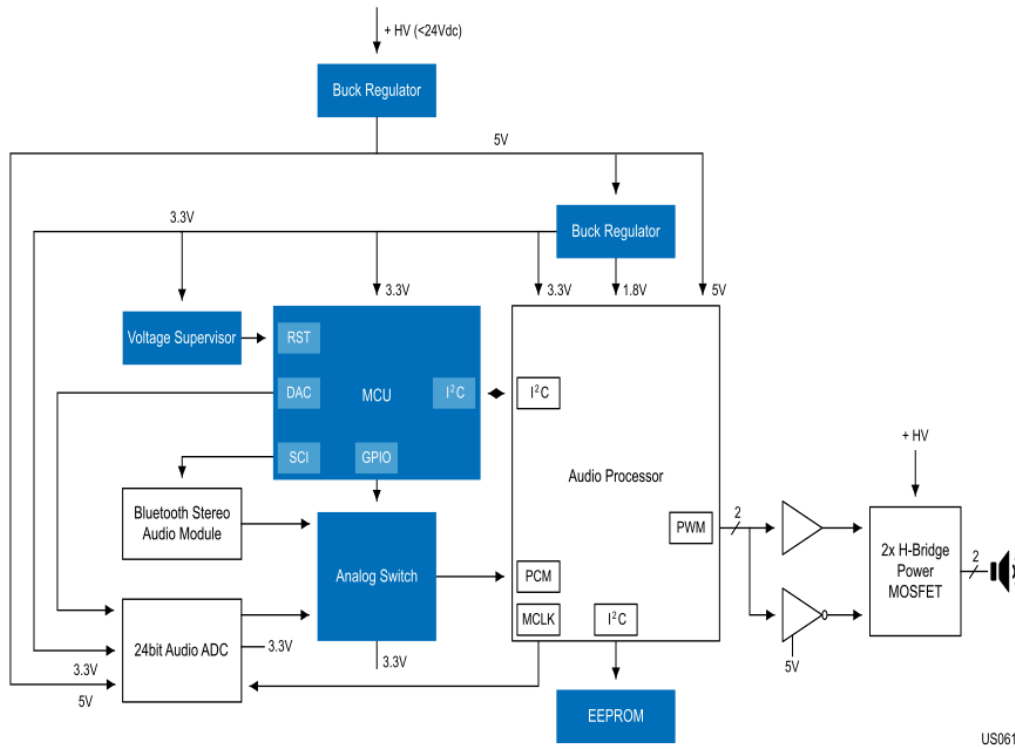 + HV (<24Vdc)
Buck Regulator
5V
3.3V
Buck Regulator
3.3V
3.3V
1.8V
5V
Voltage Supervisor
RST
DAC
MCU
I²C
I²C
SCI
GPIO
+ HV
Audio Processor
Bluetooth Stereo
Audio Module
PWM
2
2x H-Bridge
Power
MOSFET
2
Analog Switch
PCM
MCLK
I²C
24bit Audio ADC
3.3V
3.3V
3.3V
5V
5V
EEPROM
US061